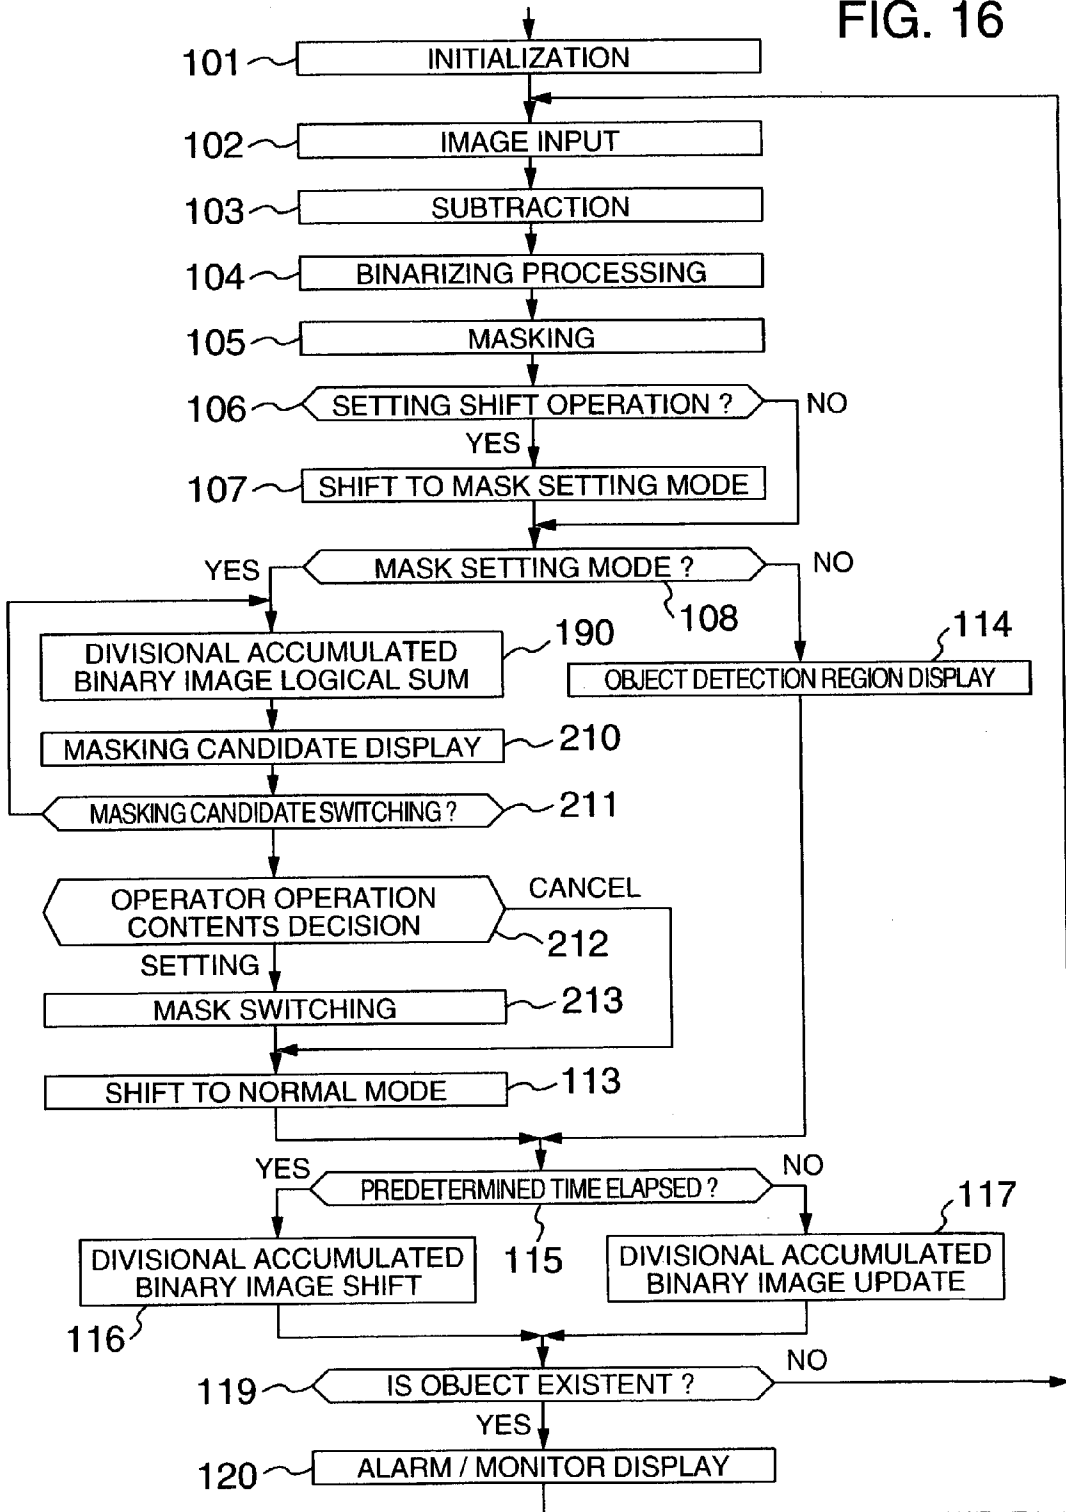 FIG. 16
101
INITIALIZATION
102
IMAGE INPUT
103
SUBTRACTION
104
BINARIZING PROCESSING
105
MASKING
106
SETTING SHIFT OPERATION ?
NO
YES
107
SHIFT TO MASK SETTING MODE
YES
MASK SETTING MODE ?
NO
108
190
DIVISIONAL ACCUMULATED
BINARY IMAGE LOGICAL SUM
114
OBJECT DETECTION REGION DISPLAY
MASKING CANDIDATE DISPLAY
210
MASKING CANDIDATE SWITCHING ?
211
OPERATOR OPERATION
CONTENTS DECISION
CANCEL
212
SETTING
MASK SWITCHING
213
SHIFT TO NORMAL MODE
113
YES
PREDETERMINED TIME ELAPSED ?
NO
115
117
DIVISIONAL ACCUMULATED
BINARY IMAGE SHIFT
116
DIVISIONAL ACCUMULATED
BINARY IMAGE UPDATE
119
IS OBJECT EXISTENT ?
NO
YES
120
ALARM / MONITOR DISPLAY